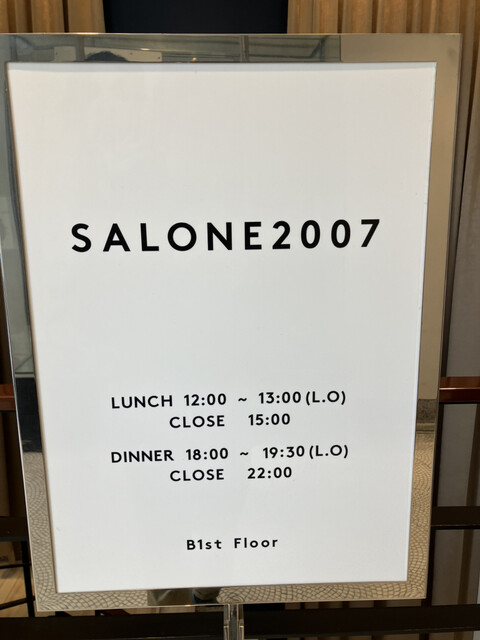 SALONE2007
LUNCH 12:00 ~ 13:00(L.O)
CLOSE 15:00
DINNER 18:00 ~ 19:30(L.O)
CLOSE 22:00
B1st Floor